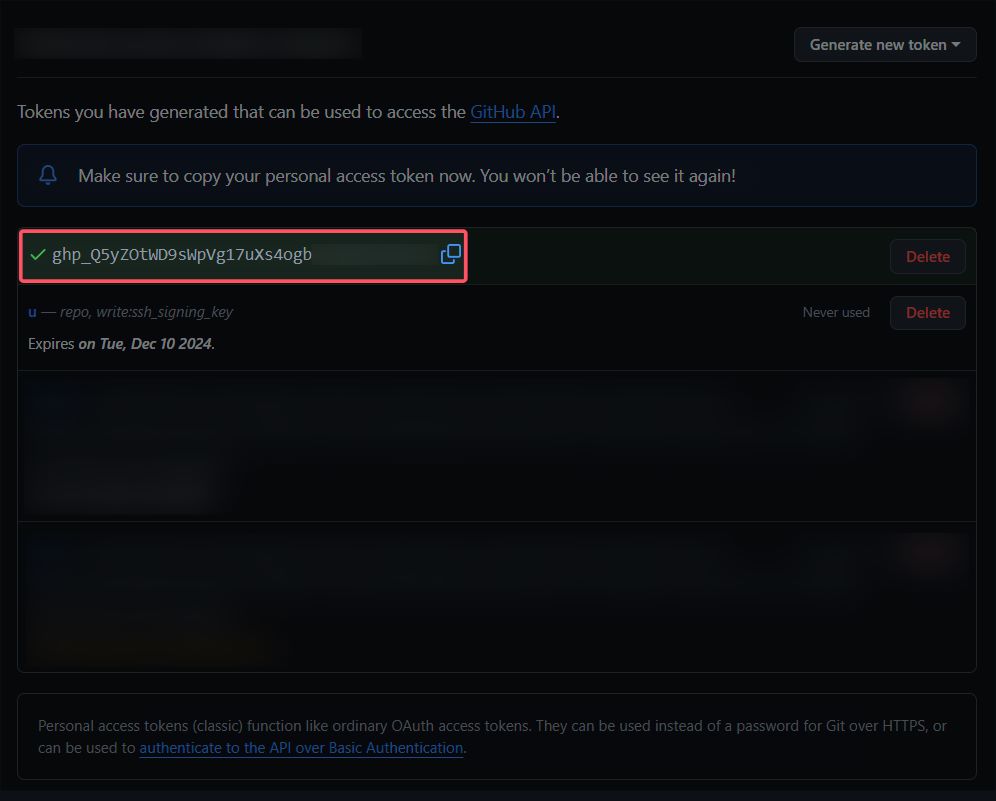 Generate new token
Tokens you have generated that can be used to access the GitHub API.
Make sure to copy your personal access token now. You won’t be able to see it again!
ghp_Q5yZOtWD9sWpVg17uXs4ogb
Delete
u — repo, write:ssh_signing_key
Never used
Delete
Expires on Tue, Dec 10 2024.
Personal access tokens (classic) function like ordinary OAuth access tokens. They can be used instead of a password for Git over HTTPS, or
can be used to authenticate to the API over Basic Authentication.